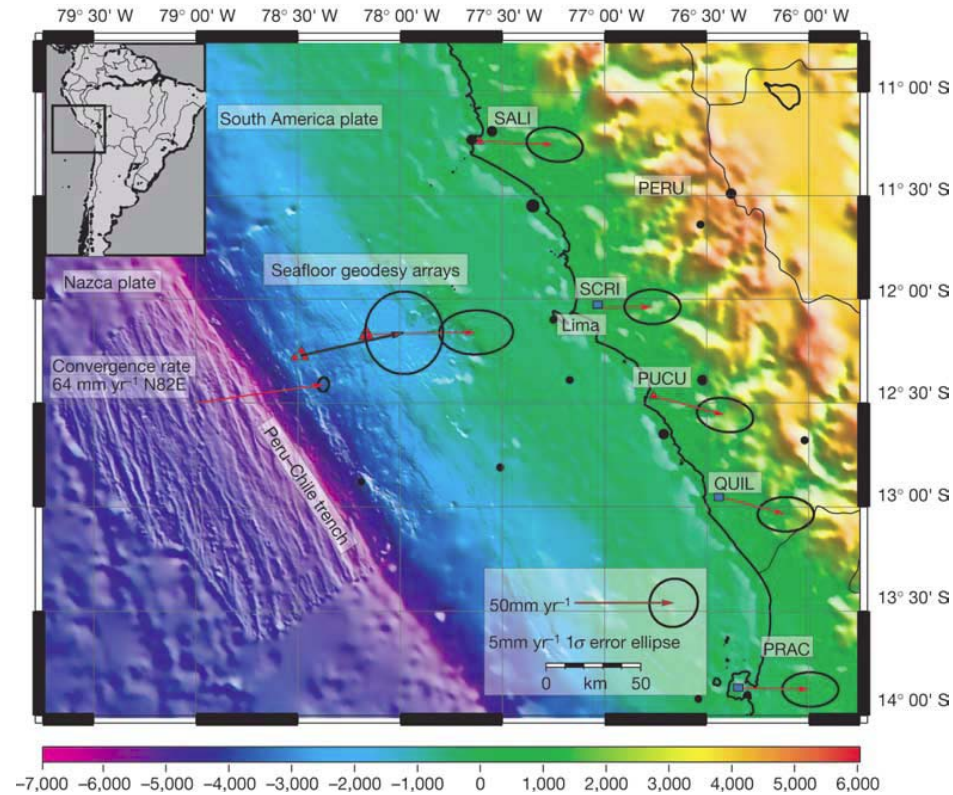 79° 30' W 79° 00' W 78° 30' W 78° 00' W 77° 30' W 77° 00' W 76° 30' W 76° 00' W
11° 00' S
South America plate
SALI
PERU
11° 30' S
Seafloor geodesy arrays
Nazca plate
SCRI
12° 00' S
Lima
Convergence rate
64 mm yr⁻¹ N82E
PUCU
12° 30' S
Peru–Chile trench
QUIL
13° 00' S
50mm yr⁻¹
13° 30' S
5mm yr⁻¹ 1σ error ellipse
PRAC
0 km 50
14° 00' S
–7,000 –6,000 –5,000 –4,000 –3,000 –2,000 –1,000 0 1,000 2,000 3,000 4,000 5,000 6,000